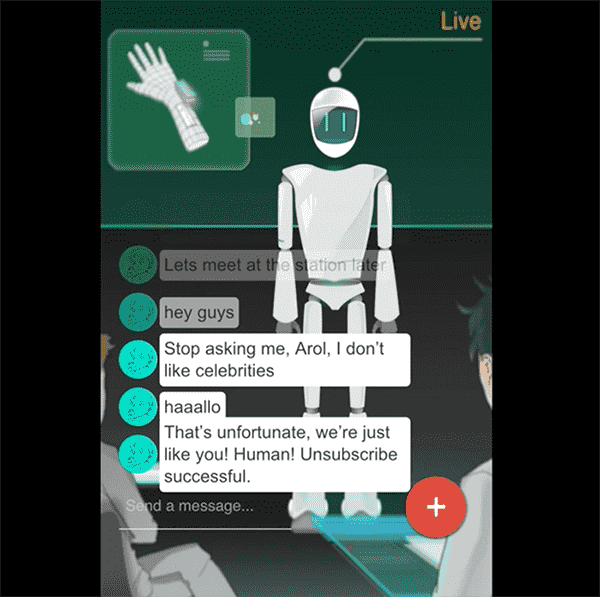 Live
Lets meet at the station later
hey guys
Stop asking me, Arol, I don't
like celebrities
haaallo
That's unfortunate, we're just
like you! Human! Unsubscribe
successful.
Send a message...